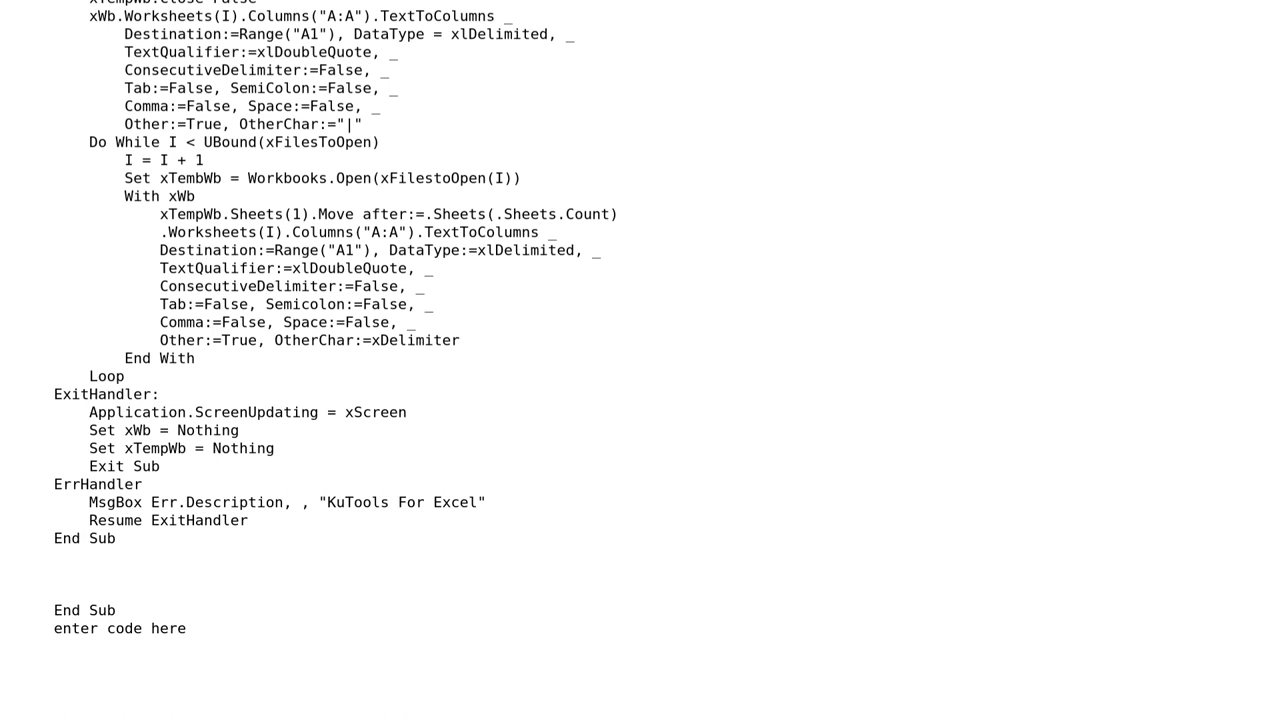 xTempWb.Close False
xWb.Worksheets(I).Columns("A:A").TextToColumns _
Destination:=Range("A1"), DataType = xlDelimited, _
TextQualifier:=xlDoubleQuote, _
ConsecutiveDelimiter:=False, _
Tab:=False, SemiColon:=False, _
Comma:=False, Space:=False, _
Other:=True, OtherChar:="|"
Do While I < UBound(xFilesToOpen)
I = I + 1
Set xTembWb = Workbooks.Open(xFilestoOpen(I))
With xWb
xTempWb.Sheets(1).Move after:=.Sheets(.Sheets.Count)
.Worksheets(I).Columns("A:A").TextToColumns _
Destination:=Range("A1"), DataType:=xlDelimited, _
TextQualifier:=xlDoubleQuote, _
ConsecutiveDelimiter:=False, _
Tab:=False, Semicolon:=False, _
Comma:=False, Space:=False, _
Other:=True, OtherChar:=xDelimiter
End With
Loop
ExitHandler:
Application.ScreenUpdating = xScreen
Set xWb = Nothing
Set xTempWb = Nothing
Exit Sub
ErrHandler
MsgBox Err.Description, , "KuTools For Excel"
Resume ExitHandler
End Sub
End Sub
enter code here